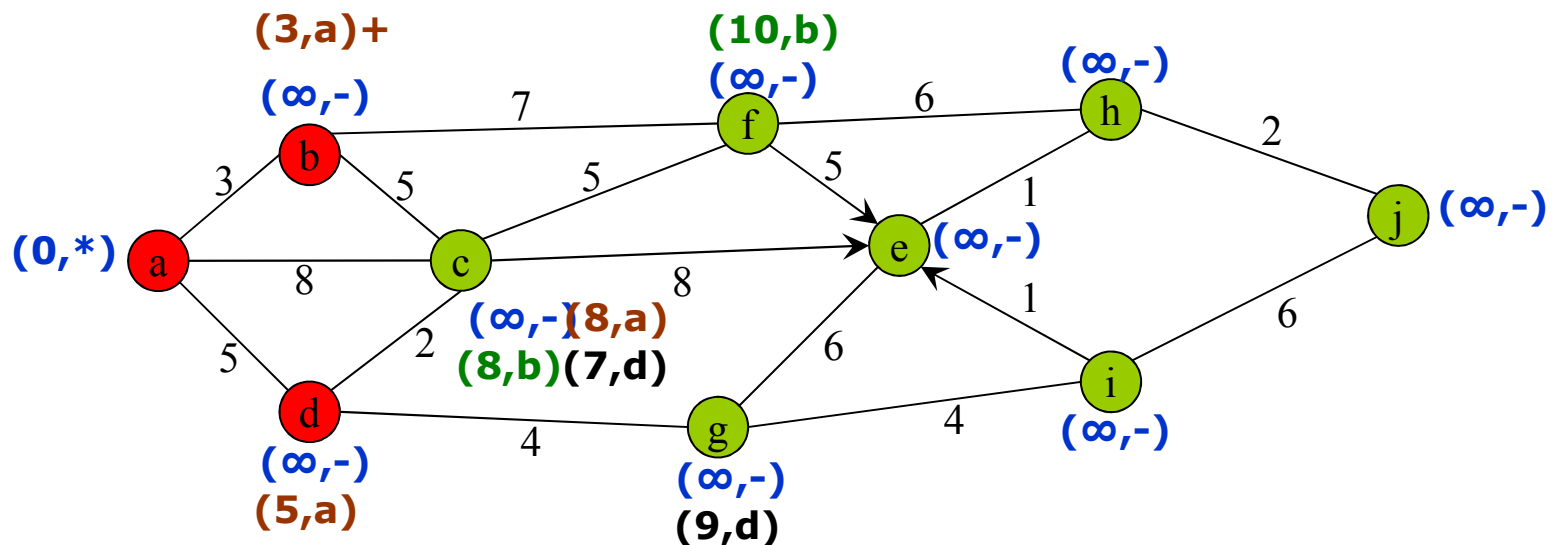 (3,a)+
(10,b)
(∞,-)
(∞,-)
(∞,-)
7
6
b
f
h
2
3
5
5
5
1
(0,*)
a
8
c
8
e
(∞,-)
j
(∞,-)
(∞,-)(8,a)
(8,b)(7,d)
5
2
6
1
6
d
4
g
4
i
(∞,-)
(5,a)
(∞,-)
(9,d)
(∞,-)